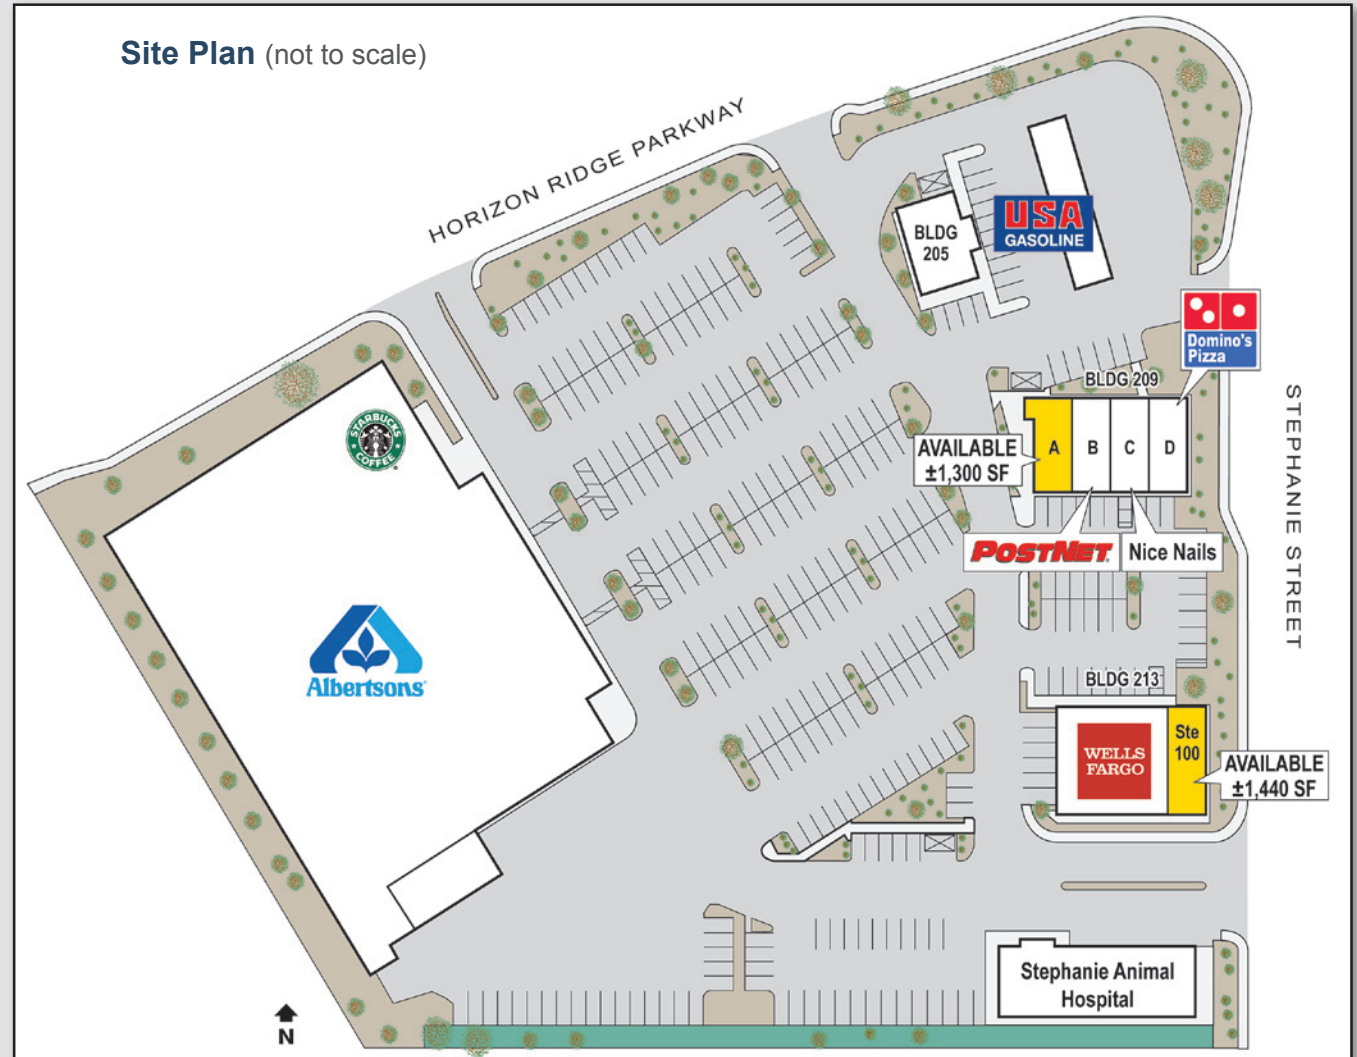 Site Plan (not to scale)
HORIZON RIDGE PARKWAY
BLDG
205
USA
GASOLINE
Domino's
Pizza
BLDG 209
STEPHANIE STREET
STARBUCKS
COFFEE
AVAILABLE
±1,300 SF
A B C D
POSTNET
Nice Nails
Albertsons
BLDG 213
WELLS
FARGO
Ste
100
AVAILABLE
±1,440 SF
Stephanie Animal
Hospital
N